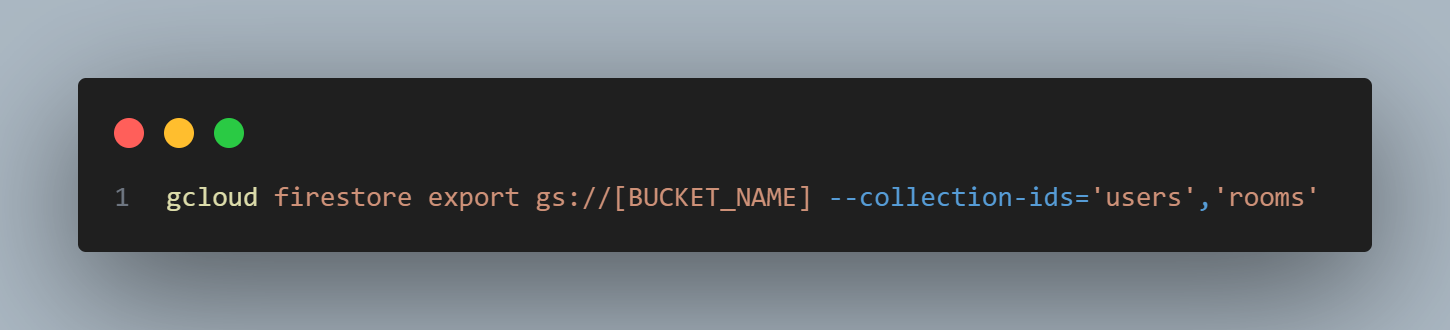 1 gcloud firestore export gs://[BUCKET_NAME] --collection-ids='users','rooms'